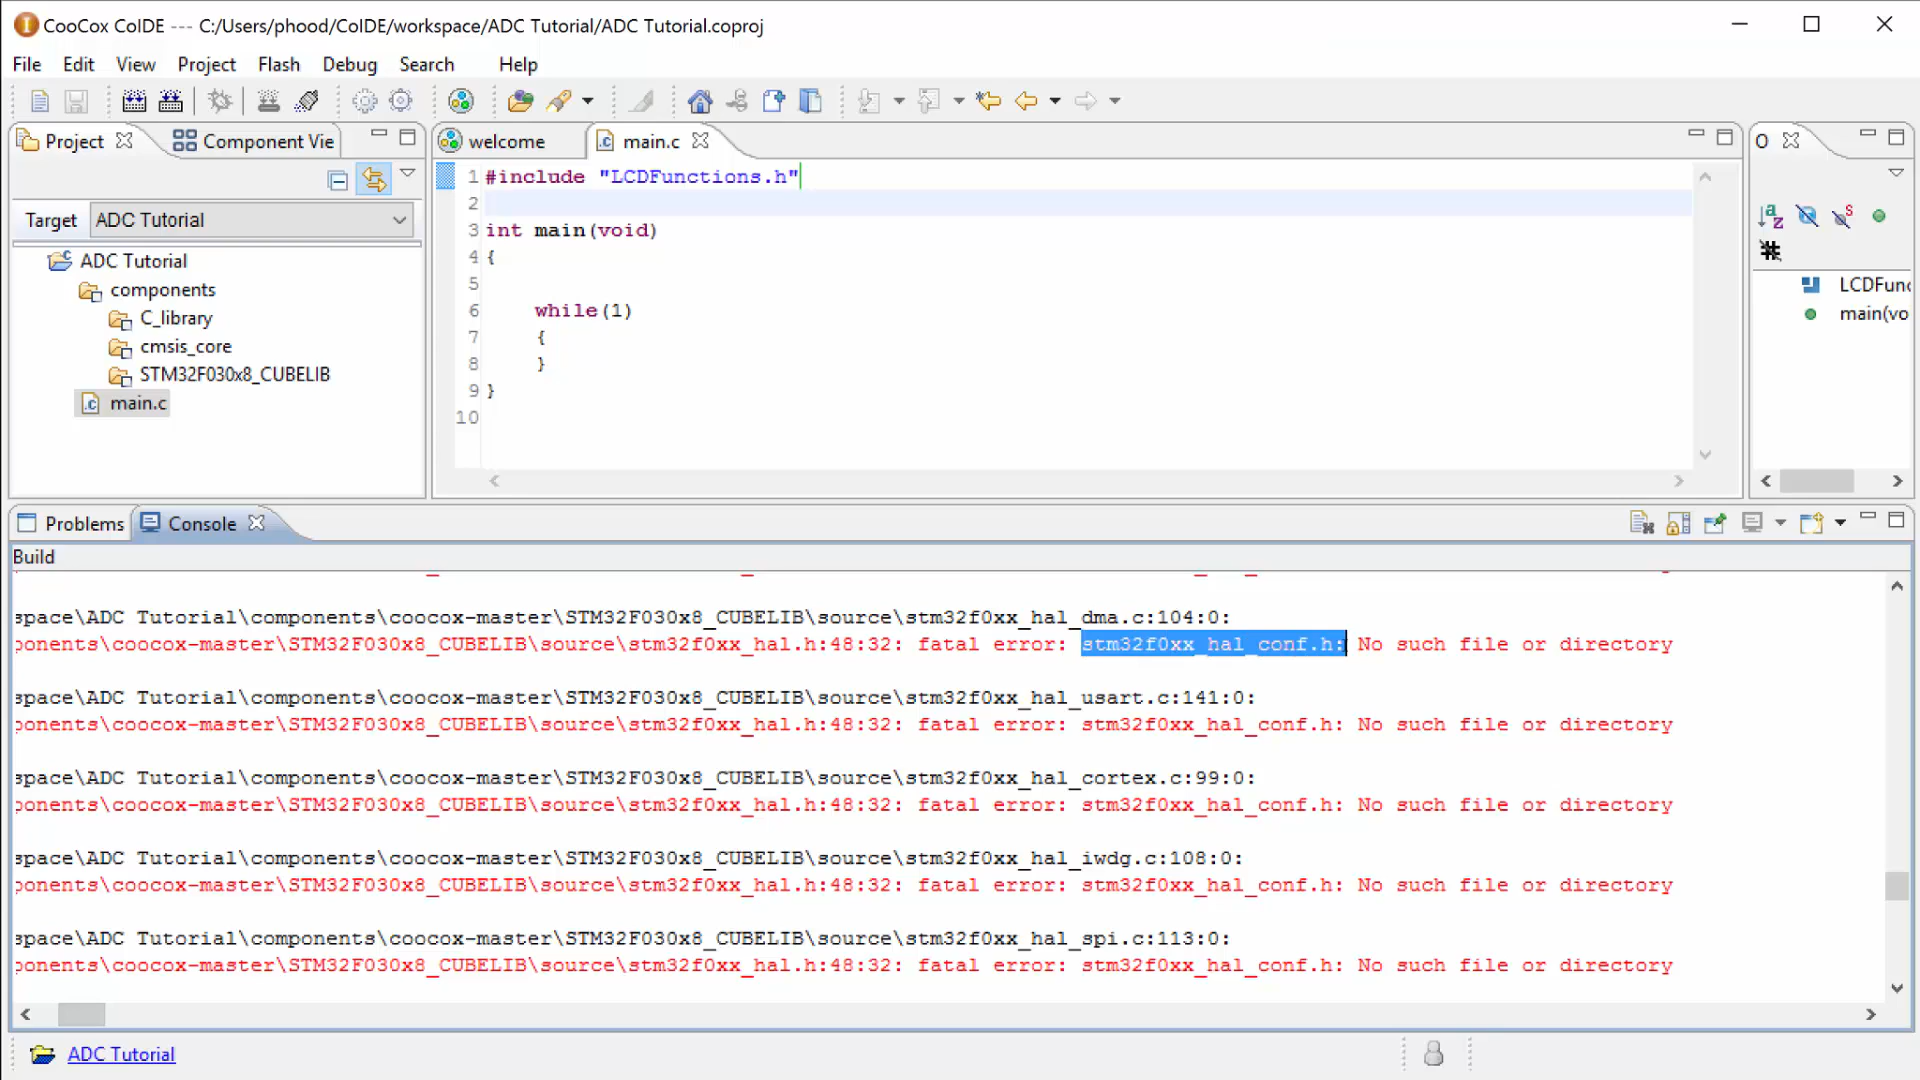 CooCox CoIDE --- C:/Users/phood/CoIDE/workspace/ADC Tutorial/ADC Tutorial.coproj
File Edit View Project Flash Debug Search Help
Project Component Vie
welcome main.c
O
Target ADC Tutorial
ADC Tutorial
components
C_library
cmsis_core
STM32F030x8_CUBELIB
main.c
1 #include "LCDFunctions.h"
2
3 int main(void)
4 {
5
6 while(1)
7 {
8 }
9 }
10
LCDFunc
main(vo
Problems Console
Build
space\ADC Tutorial\components\coocox-master\STM32F030x8_CUBELIB\source\stm32f0xx_hal_dma.c:104:0:
ponents\coocox-master\STM32F030x8_CUBELIB\source\stm32f0xx_hal.h:48:32: fatal error: stm32f0xx_hal_conf.h: No such file or directory
space\ADC Tutorial\components\coocox-master\STM32F030x8_CUBELIB\source\stm32f0xx_hal_usart.c:141:0:
ponents\coocox-master\STM32F030x8_CUBELIB\source\stm32f0xx_hal.h:48:32: fatal error: stm32f0xx_hal_conf.h: No such file or directory
space\ADC Tutorial\components\coocox-master\STM32F030x8_CUBELIB\source\stm32f0xx_hal_cortex.c:99:0:
ponents\coocox-master\STM32F030x8_CUBELIB\source\stm32f0xx_hal.h:48:32: fatal error: stm32f0xx_hal_conf.h: No such file or directory
space\ADC Tutorial\components\coocox-master\STM32F030x8_CUBELIB\source\stm32f0xx_hal_iwdg.c:108:0:
ponents\coocox-master\STM32F030x8_CUBELIB\source\stm32f0xx_hal.h:48:32: fatal error: stm32f0xx_hal_conf.h: No such file or directory
space\ADC Tutorial\components\coocox-master\STM32F030x8_CUBELIB\source\stm32f0xx_hal_spi.c:113:0:
ponents\coocox-master\STM32F030x8_CUBELIB\source\stm32f0xx_hal.h:48:32: fatal error: stm32f0xx_hal_conf.h: No such file or directory
ADC Tutorial